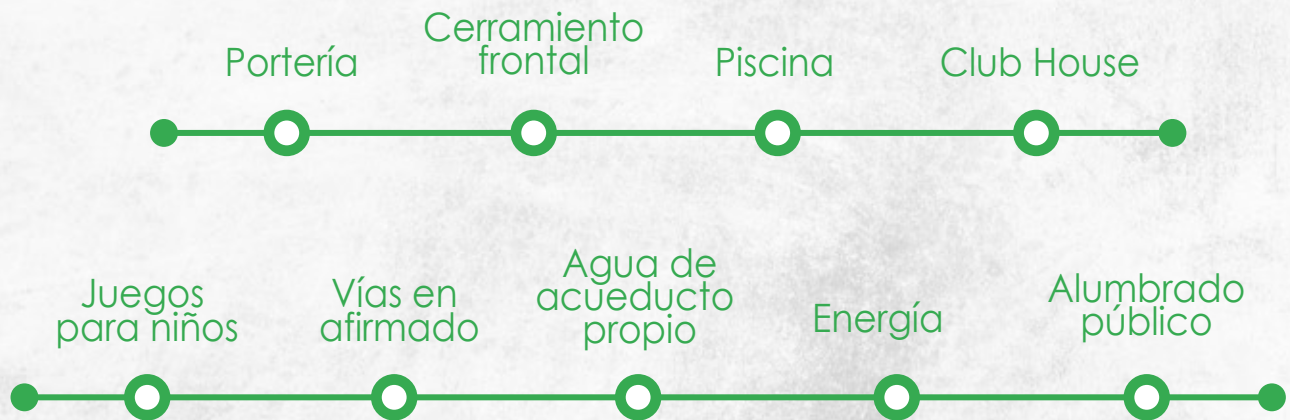 Portería
Cerramiento
frontal
Piscina
Club House
Juegos
para niños
Vías en
afirmado
Agua de
acueducto
propio
Energía
Alumbrado
público